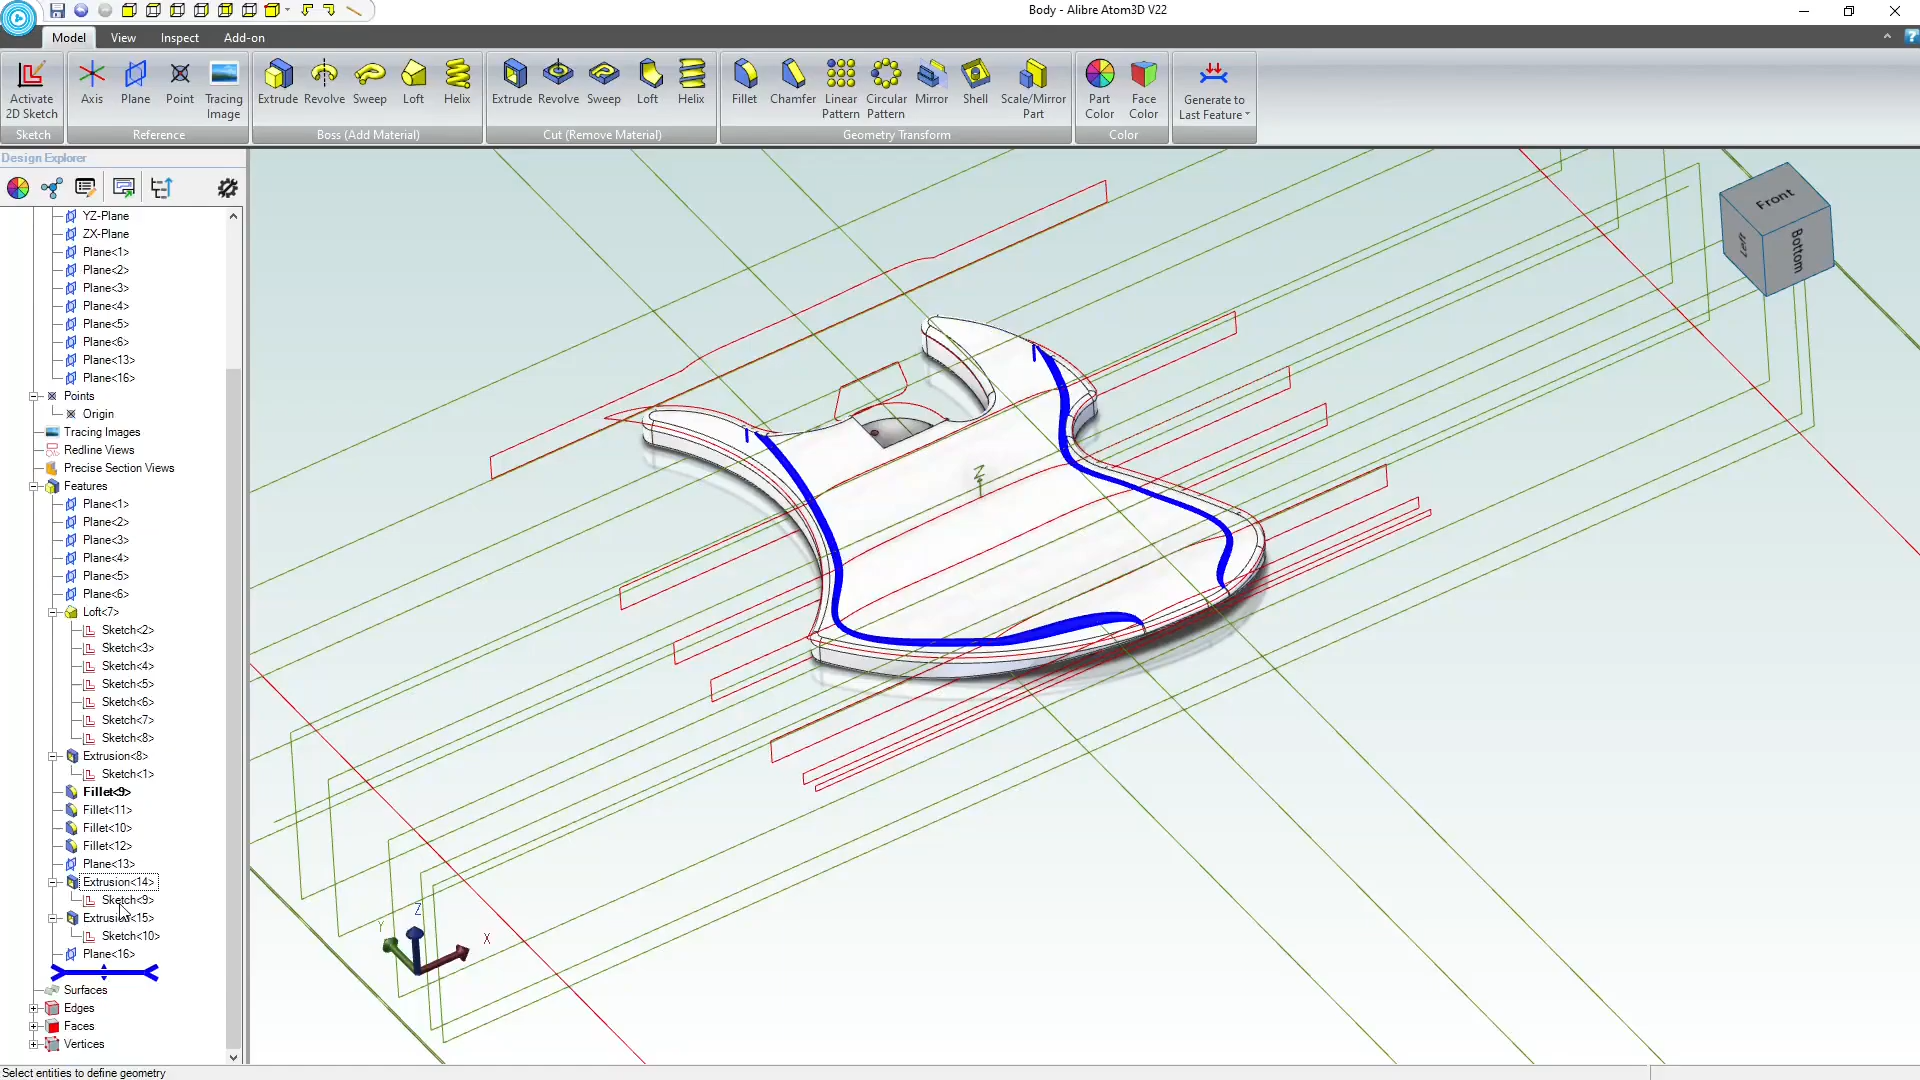 Body - Alibre Atom3D V22
Model View Inspect Add-on
Activate 2D Sketch
Axis Plane Point Tracing Image
Extrude Revolve Sweep Loft Helix
Extrude Revolve Sweep Loft Helix
Fillet Chamfer Linear Pattern Circular Pattern Mirror Shell Scale/Mirror Part
Part Color Face Color
Generate to Last Feature
Sketch Reference Boss (Add Material) Cut (Remove Material) Geometry Transform Color
Design Explorer
YZ-Plane
ZX-Plane
Plane<1>
Plane<2>
Plane<3>
Plane<4>
Plane<5>
Plane<6>
Plane<13>
Plane<16>
Points
Origin
Tracing Images
Redline Views
Precise Section Views
Features
Plane<1>
Plane<2>
Plane<3>
Plane<4>
Plane<5>
Plane<6>
Loft<7>
Sketch<2>
Sketch<3>
Sketch<4>
Sketch<5>
Sketch<6>
Sketch<7>
Sketch<8>
Extrusion<8>
Sketch<1>
Fillet<9>
Fillet<11>
Fillet<10>
Fillet<12>
Plane<13>
Extrusion<14>
Sketch<9>
Extrusion<15>
Sketch<10>
Plane<16>
Surfaces
Edges
Faces
Vertices
Front
Left
Bottom
Z
Z
Y
X
Select entities to define geometry